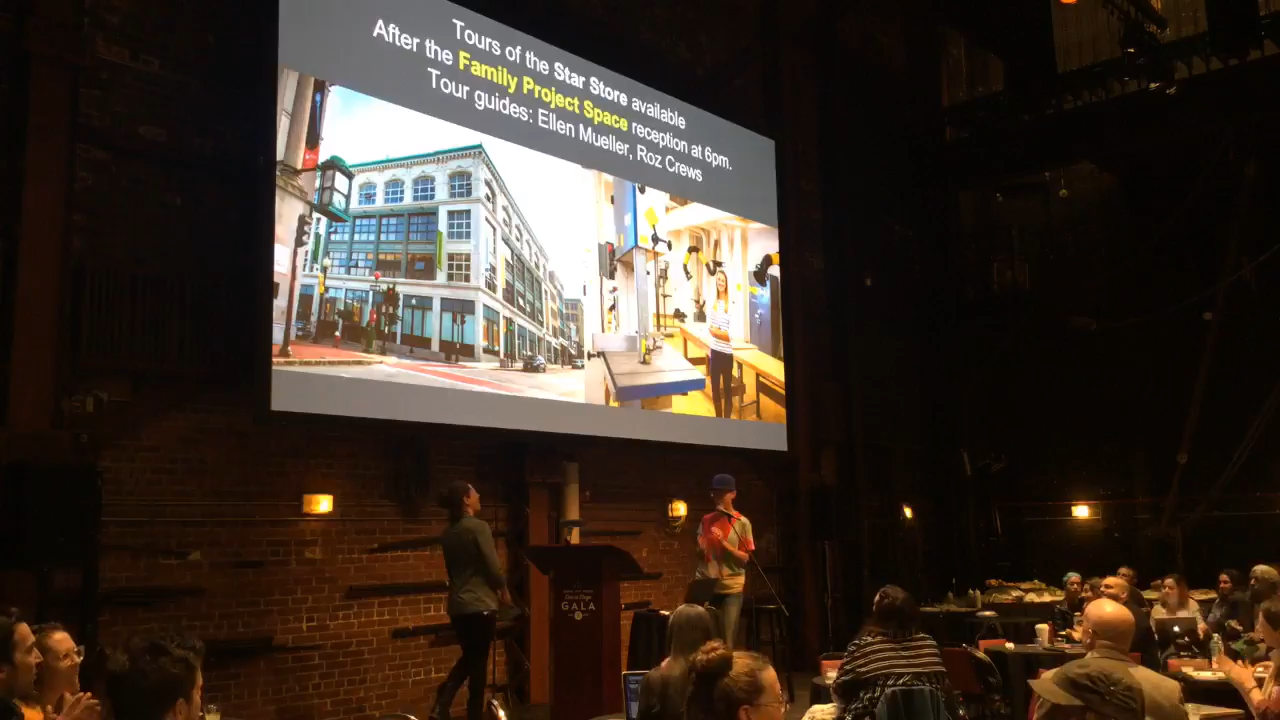 Tours of the Star Store available
After the Family Project Space reception at 6pm.
Tour guides: Ellen Mueller, Roz Crews
GALA